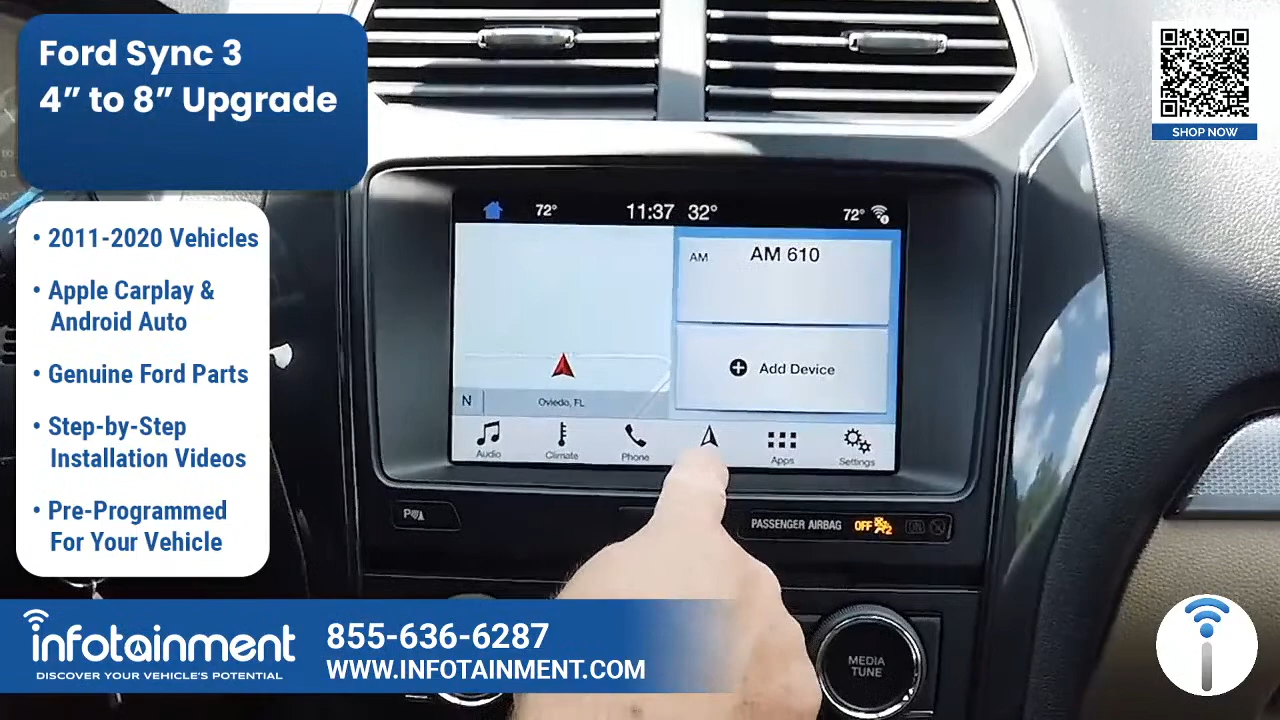 Ford Sync 3
4” to 8” Upgrade
• 2011-2020 Vehicles
• Apple Carplay &
Android Auto
• Genuine Ford Parts
• Step-by-Step
Installation Videos
• Pre-Programmed
For Your Vehicle
SHOP NOW
72° 11:37 32° 72°
AM AM 610
Add Device
N Oviedo, FL
Audio Climate Phone Apps Settings
P
PASSENGER AIRBAG OFF 2 ON
MEDIA
TUNE
infotainment
DISCOVER YOUR VEHICLE'S POTENTIAL
855-636-6287
WWW.INFOTAINMENT.COM